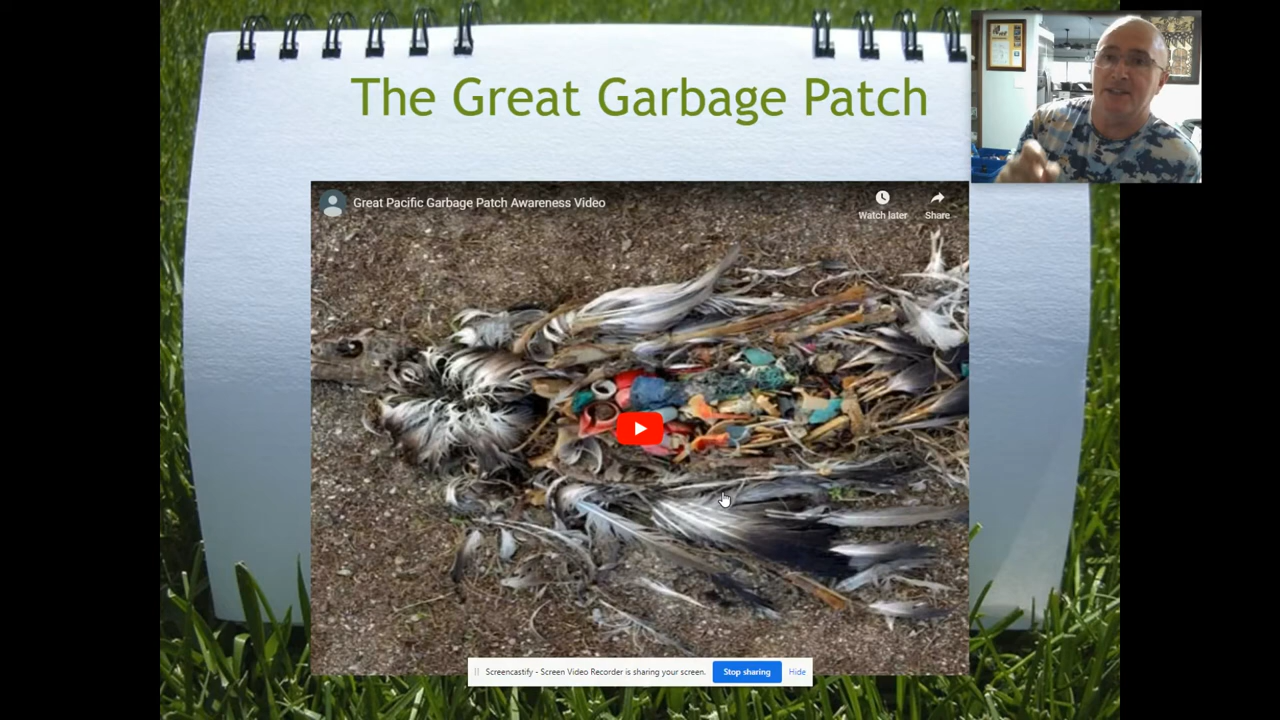 The Great Garbage Patch
Great Pacific Garbage Patch Awareness Video
Watch later
Share
Screencastify - Screen Video Recorder is sharing your screen.
Stop sharing
Hide